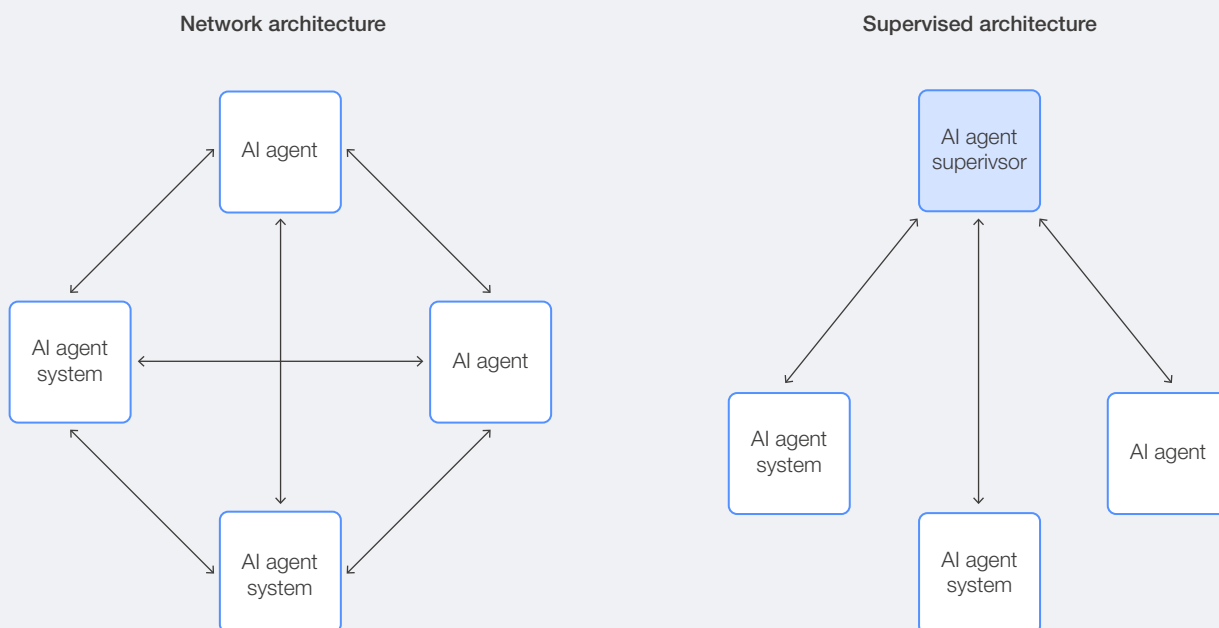 Network architecture
AI agent
AI agent
system
AI agent
AI agent
system
Supervised architecture
AI agent
superivsor
AI agent
system
AI agent
AI agent
system